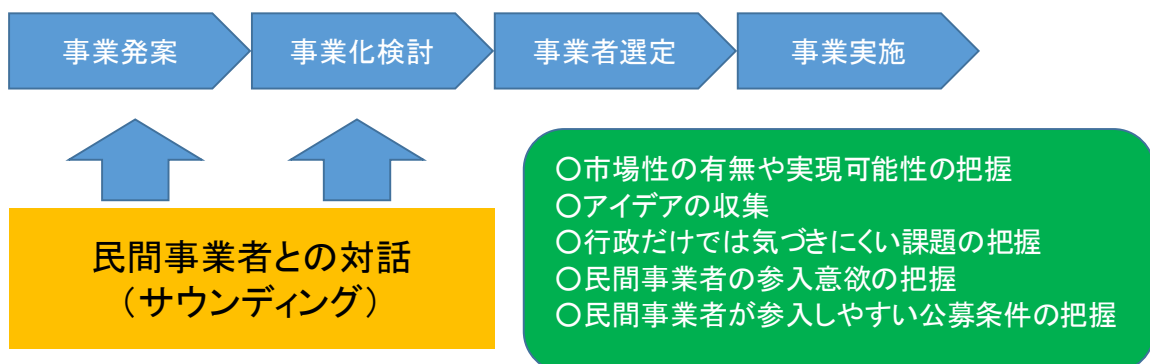 事業発案
事業化検討
事業者選定
事業実施
民間事業者との対話
（サウンディング）
〇市場性の有無や実現可能性の把握
〇アイデアの収集
〇行政だけでは気づきにくい課題の把握
〇民間事業者の参入意欲の把握
〇民間事業者が参入しやすい公募条件の把握